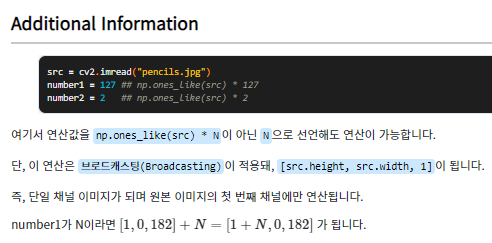 Additional Information
src = cv2.imread("pencils.jpg")
number1 = 127 ## np.ones_like(src) * 127
number2 = 2 ## np.ones_like(src) * 2
여기서 연산값을 np.ones_like(src) * N이 아닌 N으로 선언해도 연산이 가능합니다.
단, 이 연산은 브로드캐스팅(Broadcasting)이 적용돼, [src.height, src.width, 1]이 됩니다.
즉, 단일 채널 이미지가 되며 원본 이미지의 첫 번째 채널에만 연산됩니다.
number1가 N이라면 [1, 0, 182] + N = [1 + N, 0, 182] 가 됩니다.